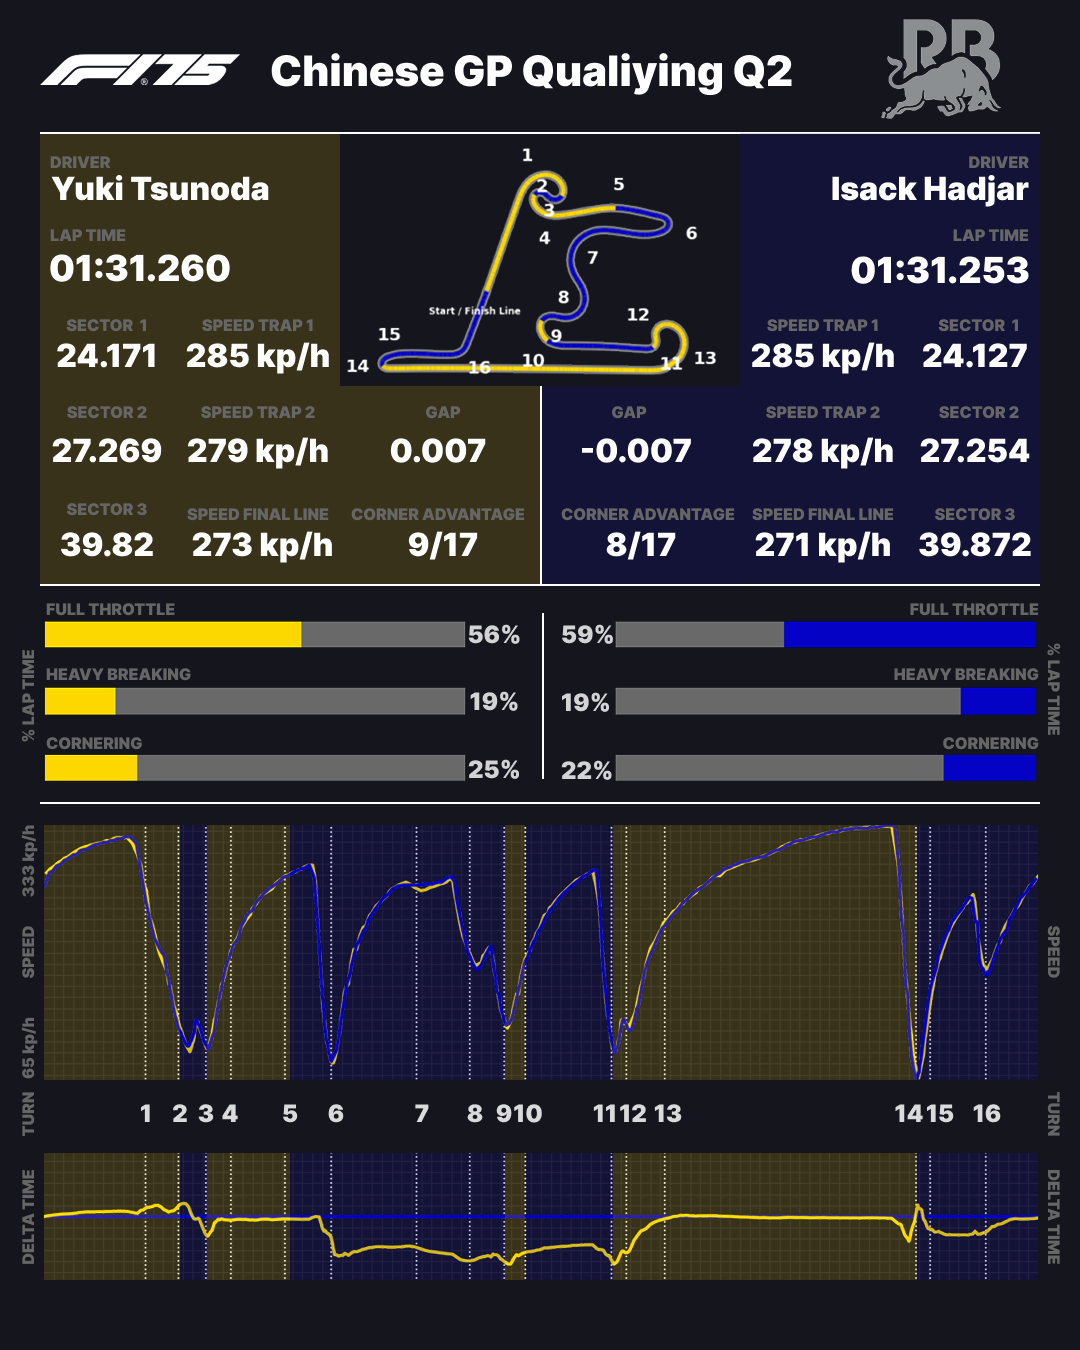 F1® 75
Chinese GP Qualiying Q2
RB
DRIVER
Yuki Tsunoda
LAP TIME
01:31.260
SECTOR 1
24.171
SPEED TRAP 1
285 kp/h
SECTOR 2
27.269
SPEED TRAP 2
279 kp/h
GAP
0.007
SECTOR 3
39.82
SPEED FINAL LINE
273 kp/h
CORNER ADVANTAGE
9/17
1
2
3
4
5
6
7
8
9
10
11
12
13
14
15
16
Start / Finish Line
DRIVER
Isack Hadjar
LAP TIME
01:31.253
SPEED TRAP 1
285 kp/h
SECTOR 1
24.127
GAP
-0.007
SPEED TRAP 2
278 kp/h
SECTOR 2
27.254
CORNER ADVANTAGE
8/17
SPEED FINAL LINE
271 kp/h
SECTOR 3
39.872
% LAP TIME
FULL THROTTLE
56%
HEAVY BREAKING
19%
CORNERING
25%
FULL THROTTLE
59%
HEAVY BREAKING
19%
CORNERING
22%
% LAP TIME
333 kp/h
SPEED
65 kp/h
SPEED
TURN
1 2 3 4 5 6 7 8 9 10 11 12 13 14 15 16
TURN
DELTA TIME
DELTA TIME